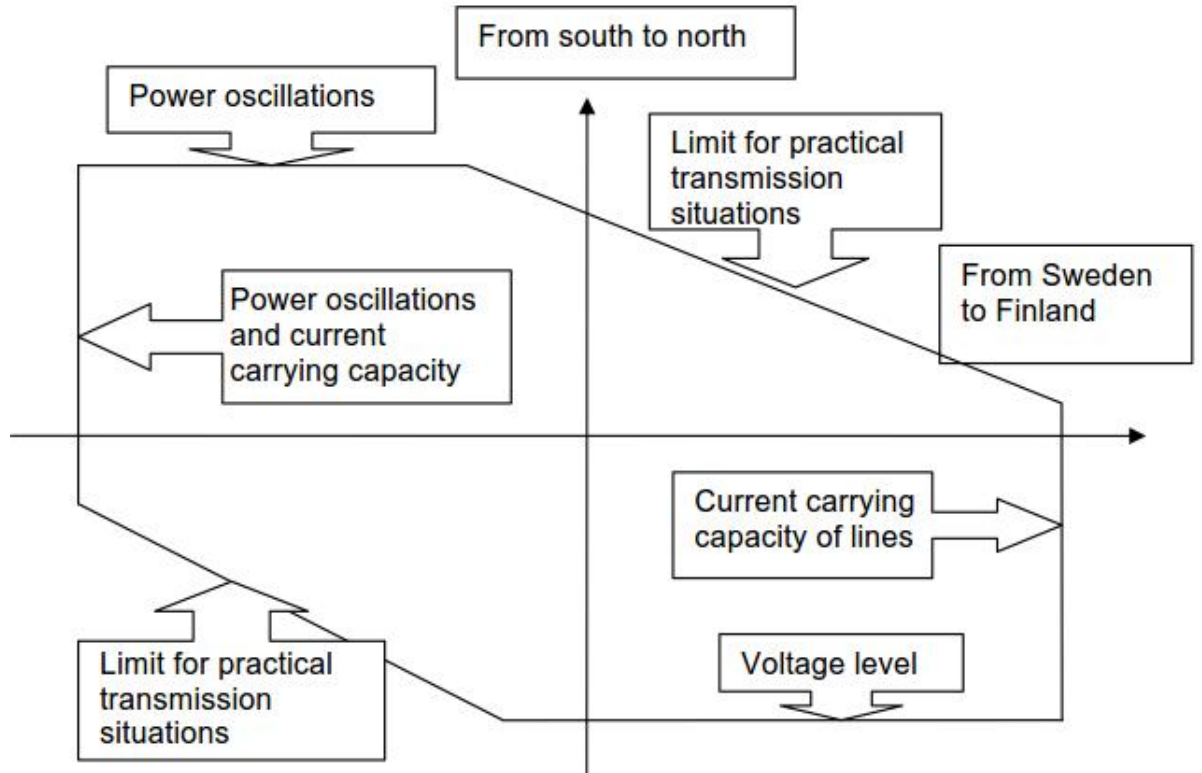 From south to north
Power oscillations
Limit for practical
transmission
situations
From Sweden
to Finland
Power oscillations
and current
carrying capacity
Current carrying
capacity of lines
Voltage level
Limit for practical
transmission
situations